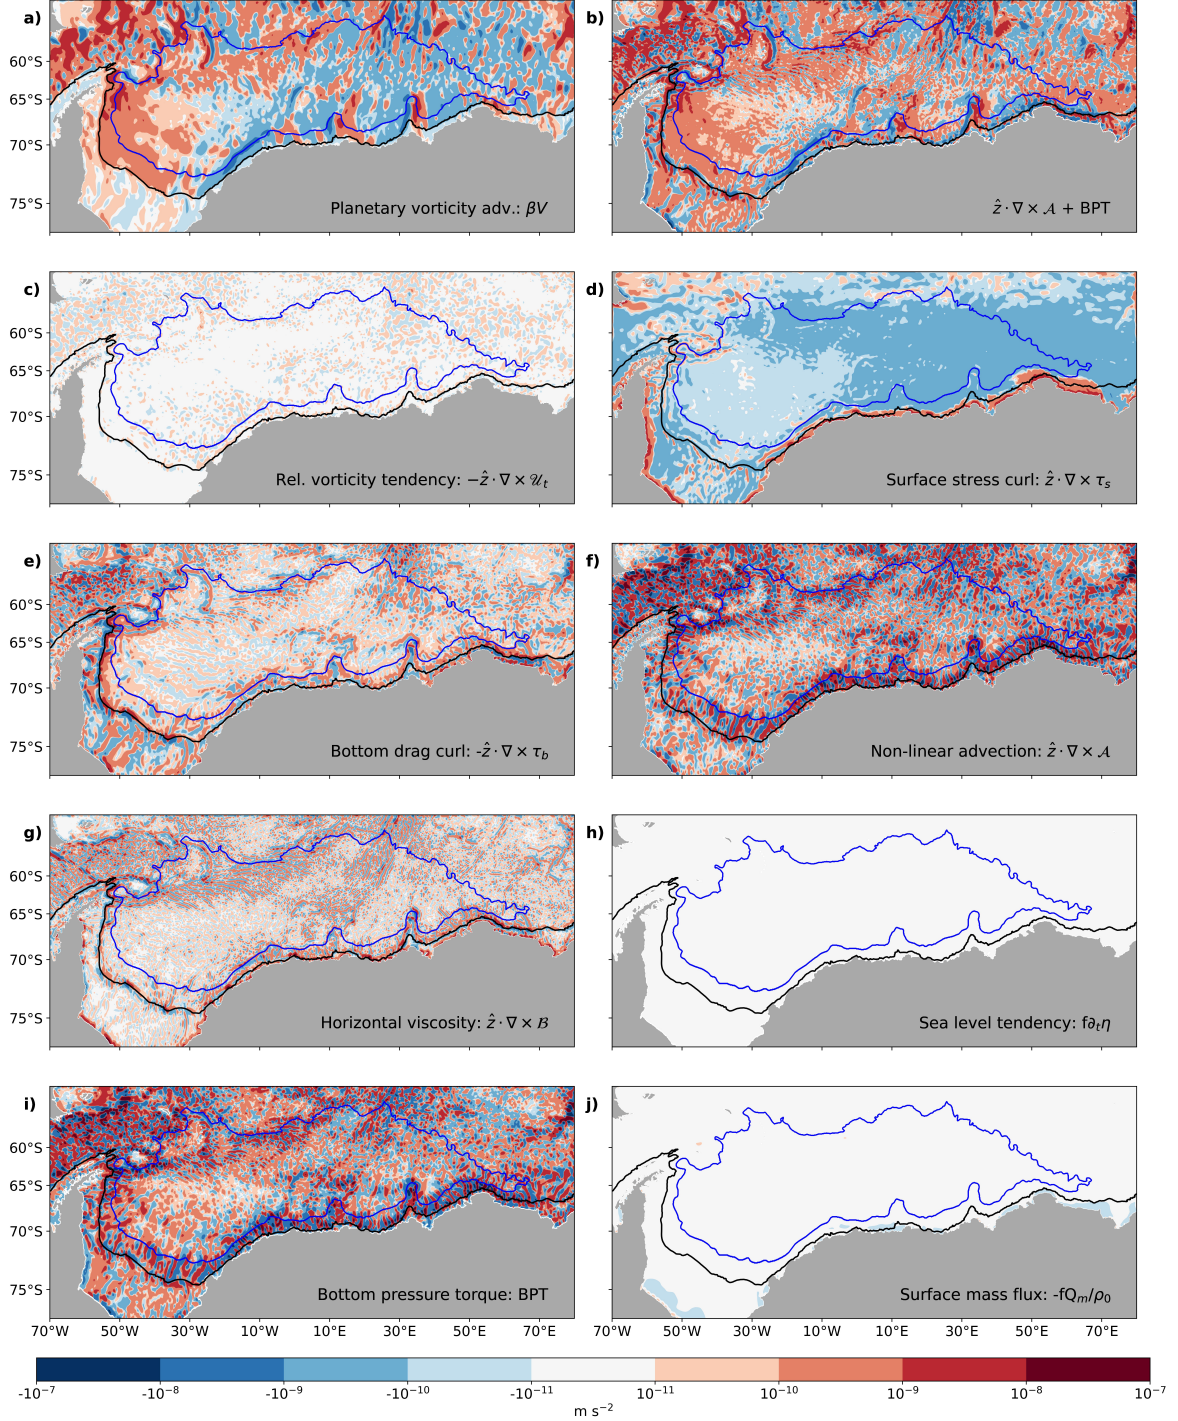 a)
b)
60°S
65°S
70°S
75°S
Planetary vorticity adv.: βV
ẑ · ∇ × 𝒜 + BPT
c)
d)
60°S
65°S
70°S
75°S
Rel. vorticity tendency: −ẑ · ∇ × 𝒰ₜ
Surface stress curl: ẑ · ∇ × τₛ
e)
f)
60°S
65°S
70°S
75°S
Bottom drag curl: -ẑ · ∇ × τ_b
Non-linear advection: ẑ · ∇ × 𝒜
g)
h)
60°S
65°S
70°S
75°S
Horizontal viscosity: ẑ · ∇ × ℬ
Sea level tendency: f∂ₜη
i)
j)
60°S
65°S
70°S
75°S
Bottom pressure torque: BPT
Surface mass flux: -fQₘ/ρ₀
70°W 50°W 30°W 10°W 10°E 30°E 50°E 70°E 70°W 50°W 30°W 10°W 10°E 30°E 50°E 70°E
-10⁻⁷ -10⁻⁸ -10⁻⁹ -10⁻¹⁰ -10⁻¹¹ 10⁻¹¹ 10⁻¹⁰ 10⁻⁹ 10⁻⁸ 10⁻⁷
m s⁻²